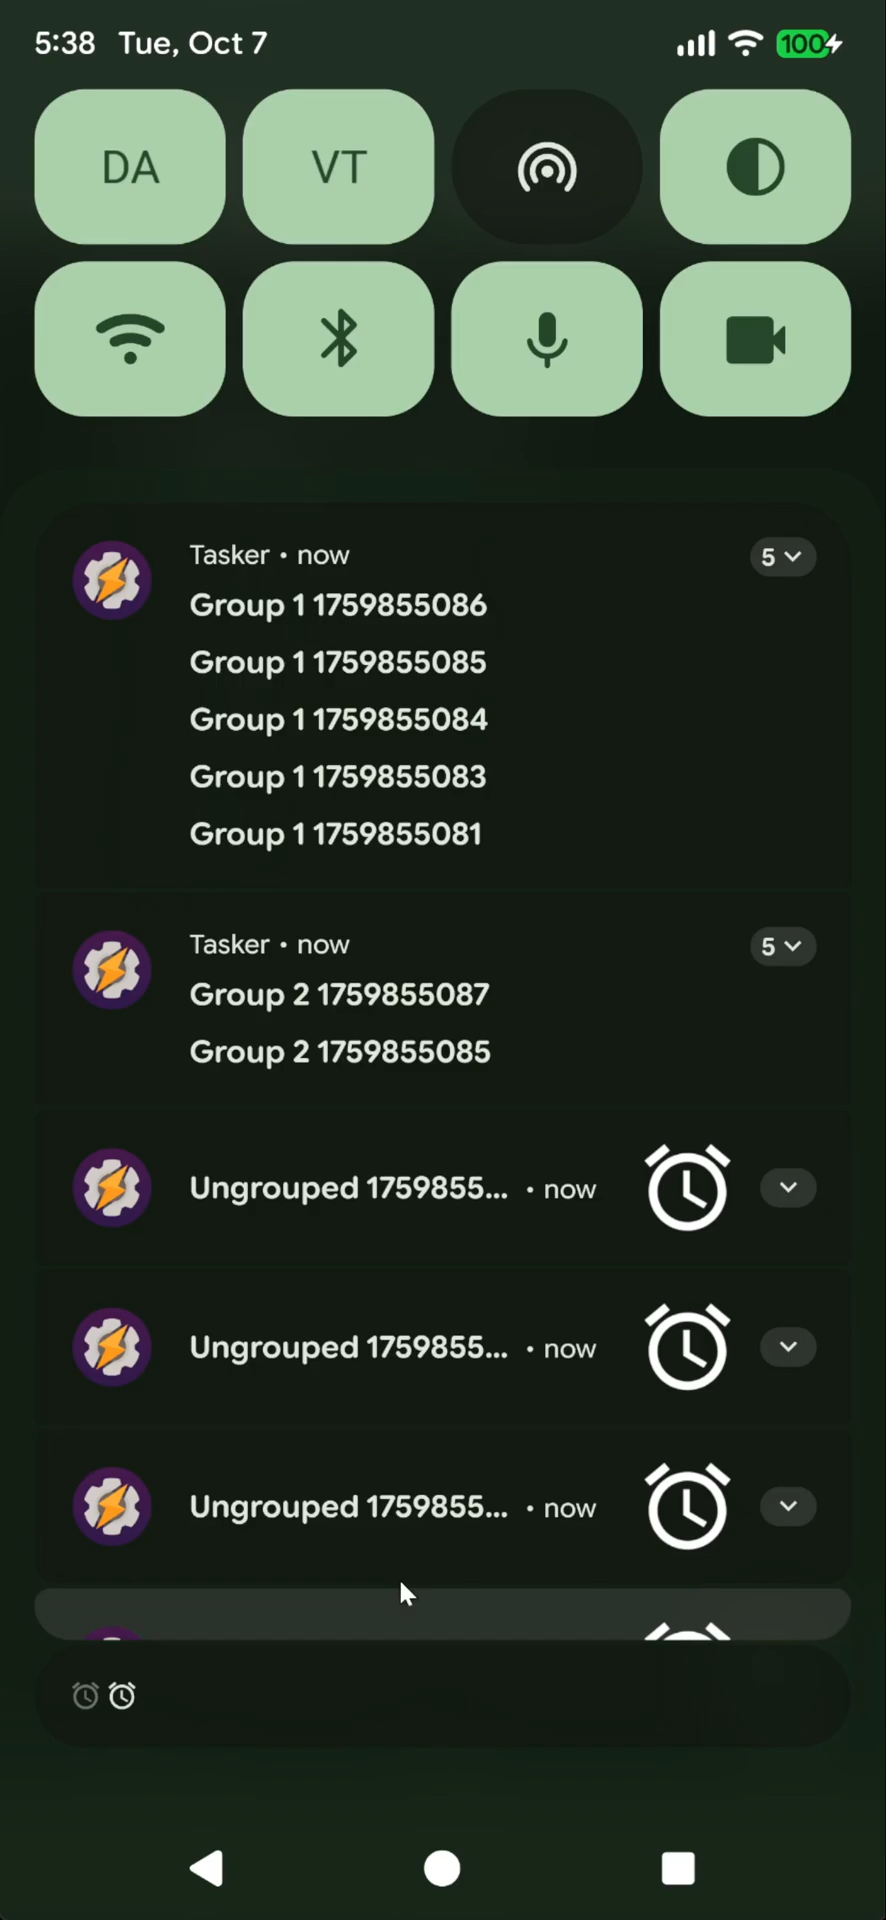 5:38 Tue, Oct 7 100
DA VT
Tasker • now 5
Group 1 1759855086
Group 1 1759855085
Group 1 1759855084
Group 1 1759855083
Group 1 1759855081
Tasker • now 5
Group 2 1759855087
Group 2 1759855085
Ungrouped 1759855... • now
Ungrouped 1759855... • now
Ungrouped 1759855... • now